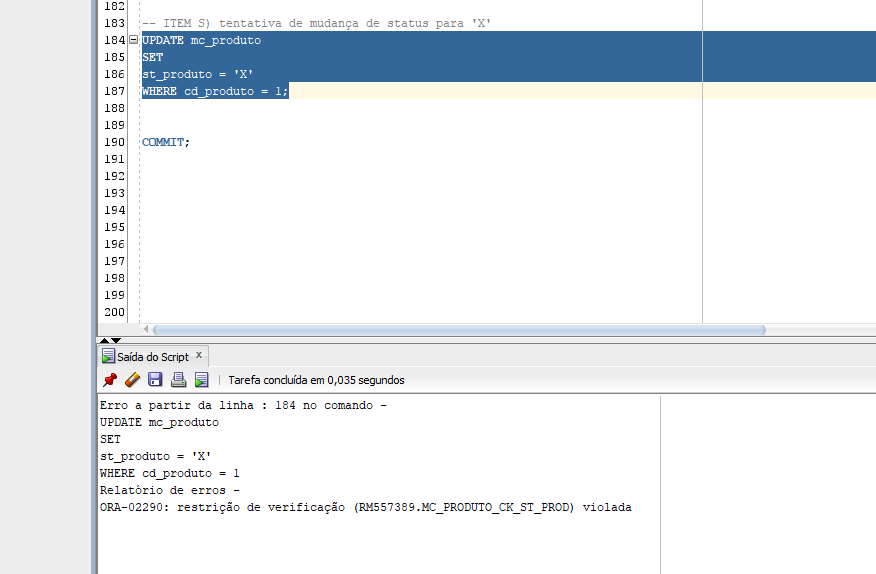 182
183 -- ITEM S) tentativa de mudança de status para 'X'
184 UPDATE mc_produto
185 SET
186 st_produto = 'X'
187 WHERE cd_produto = 1;
188
189
190 COMMIT;
191
192
193
194
195
196
197
198
199
200
Saída do Script x
Tarefa concluída em 0,035 segundos
Erro a partir da linha : 184 no comando -
UPDATE mc_produto
SET
st_produto = 'X'
WHERE cd_produto = 1
Relatório de erros -
ORA-02290: restrição de verificação (RM557389.MC_PRODUTO_CK_ST_PROD) violada